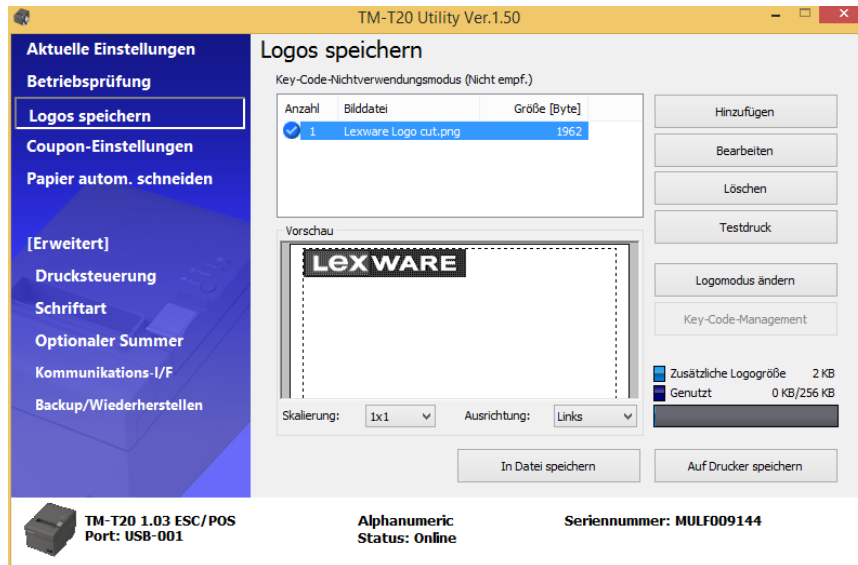 TM-T20 Utility Ver.1.50
Aktuelle Einstellungen
Betriebsprüfung
Logos speichern
Coupon-Einstellungen
Papier autom. schneiden
[Erweitert]
Drucksteuerung
Schriftart
Optionaler Summer
Kommunikations-I/F
Backup/Wiederherstellen
Logos speichern
Key-Code-Nichtverwendungsmodus (Nicht empf.)
Anzahl Bilddatei Größe [Byte]
1 Lexware Logo cut.png 1962
Vorschau
LexWARE
Skalierung: 1x1 Ausrichtung: Links
In Datei speichern
Hinzufügen
Bearbeiten
Löschen
Testdruck
Logomodus ändern
Key-Code-Management
Zusätzliche Logogröße 2 KB
Genutzt 0 KB/256 KB
Auf Drucker speichern
TM-T20 1.03 ESC/POS
Port: USB-001
Alphanumeric
Status: Online
Seriennummer: MULF009144